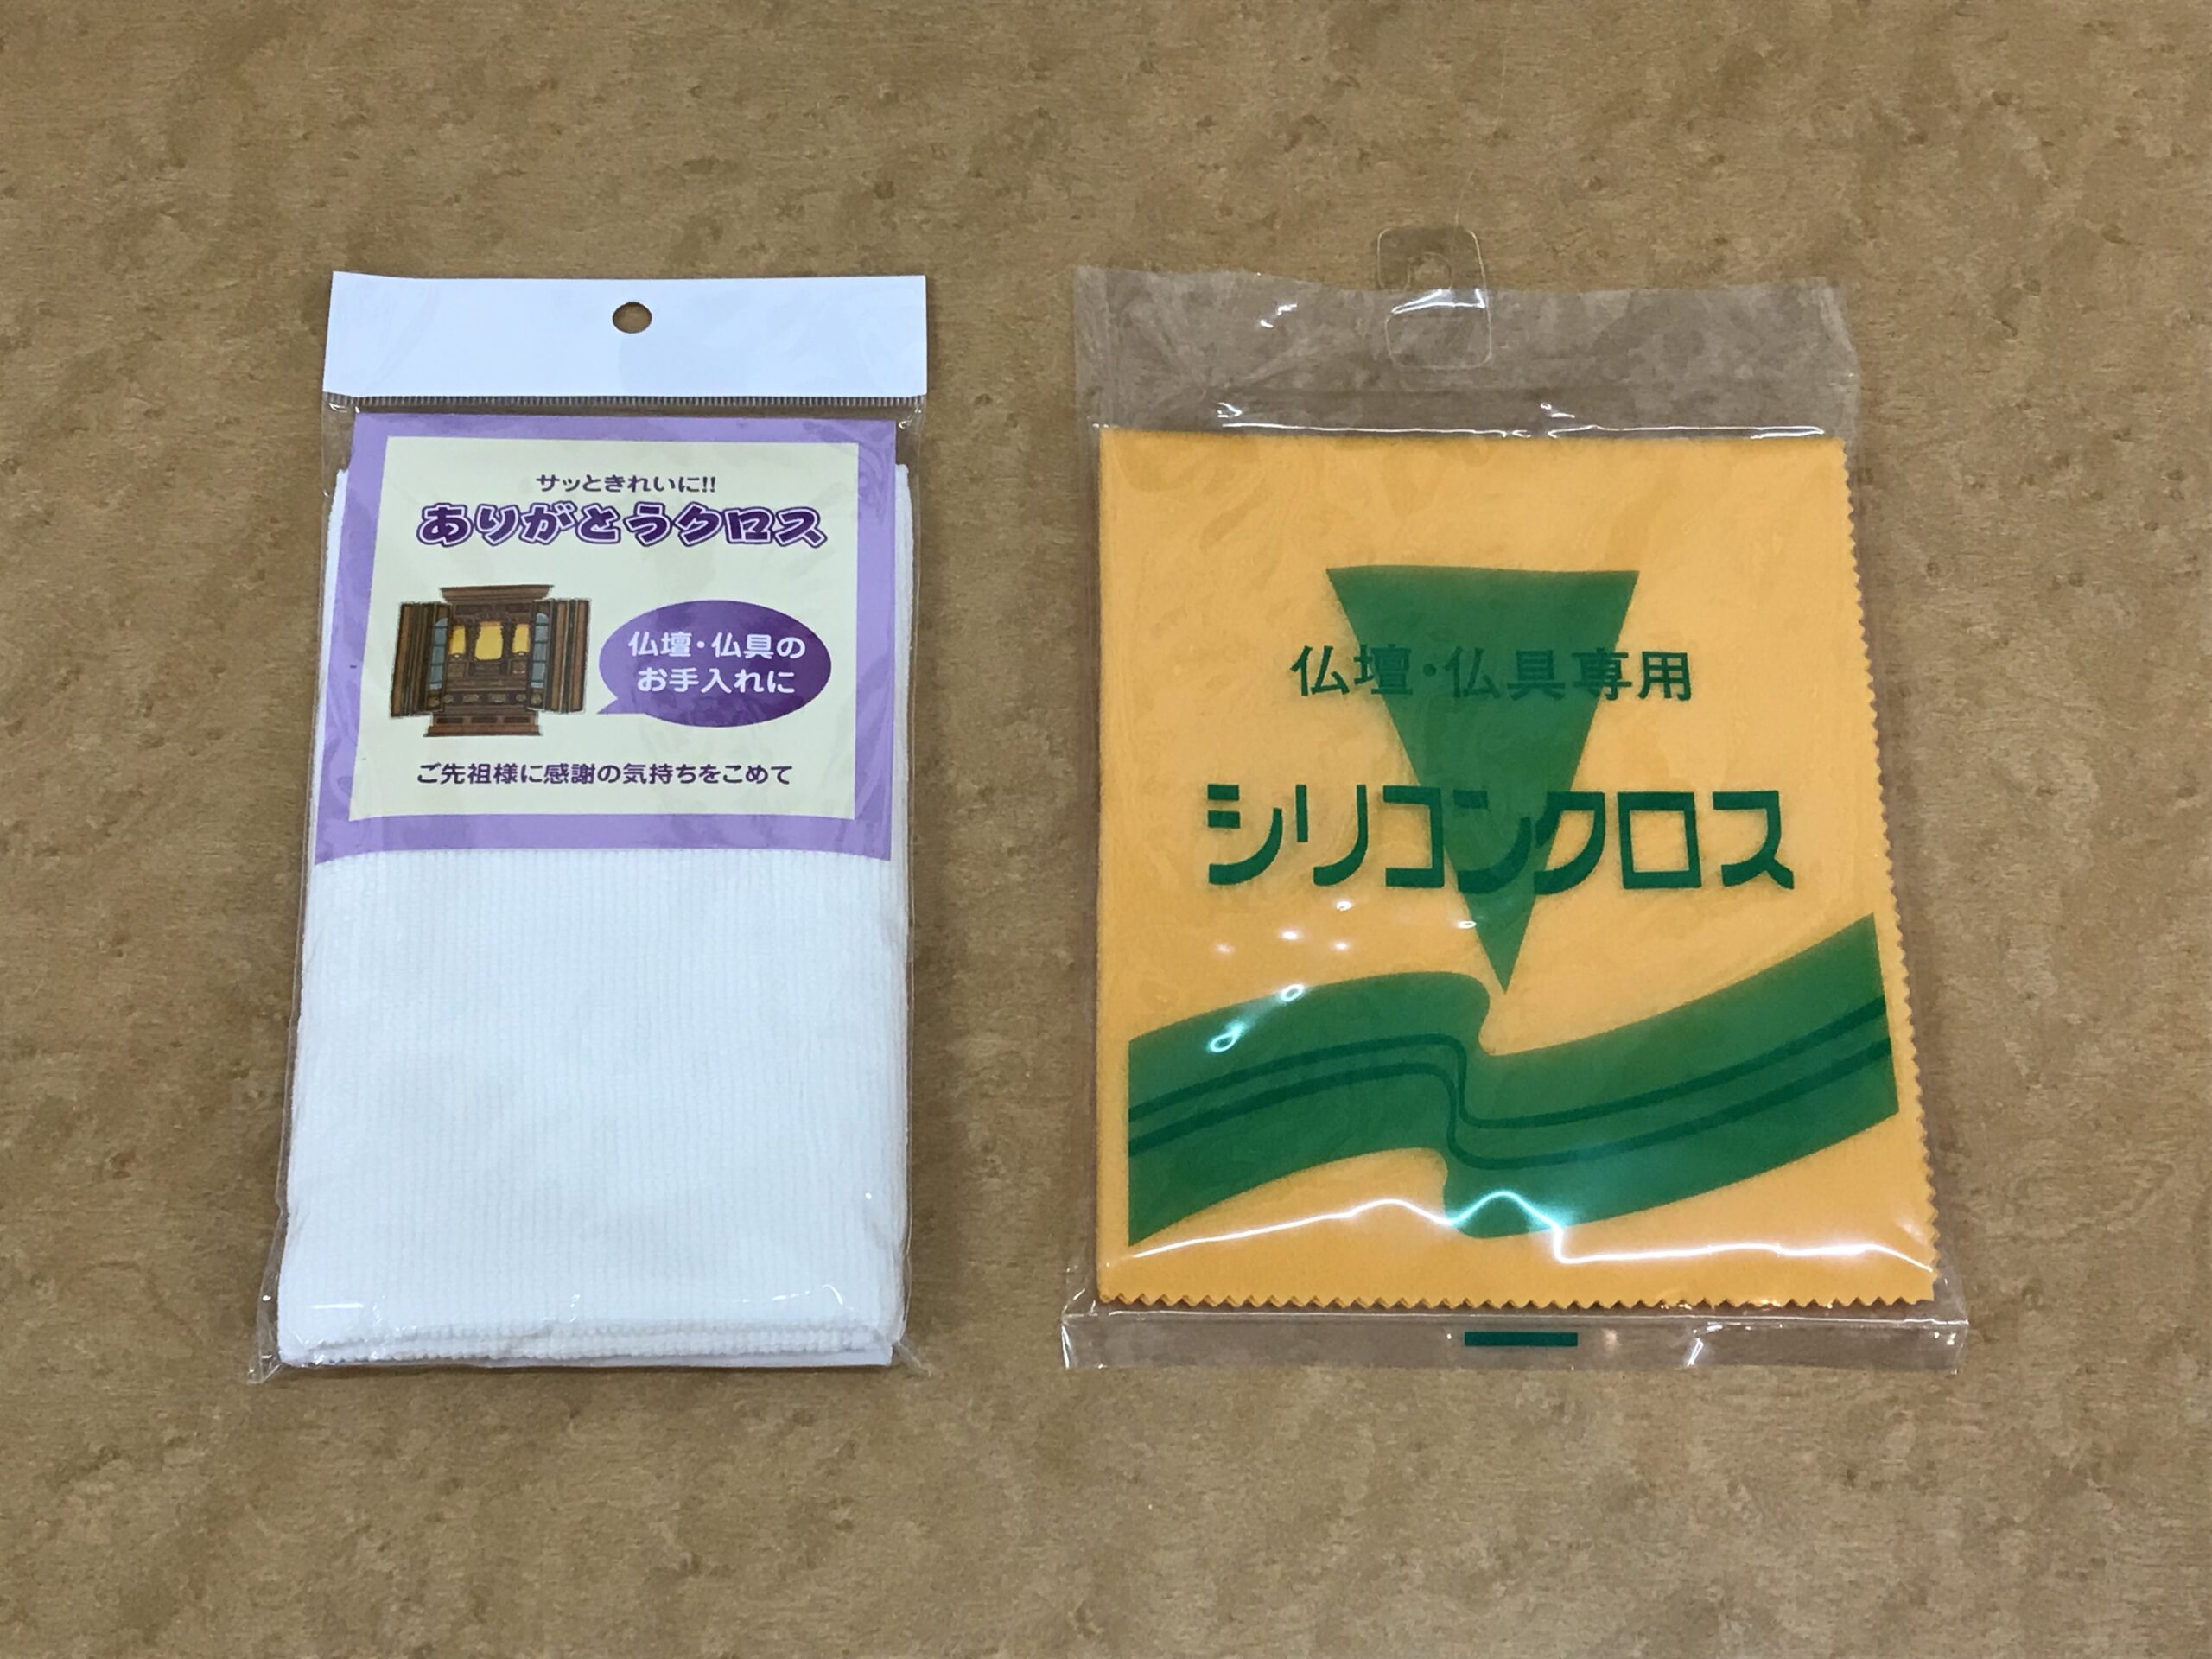 サッときれいに!!
ありがとうクロス
仏壇・仏具の
お手入れに
ご先祖様に感謝の気持ちをこめて
仏壇・仏具専用
シリコンクロス